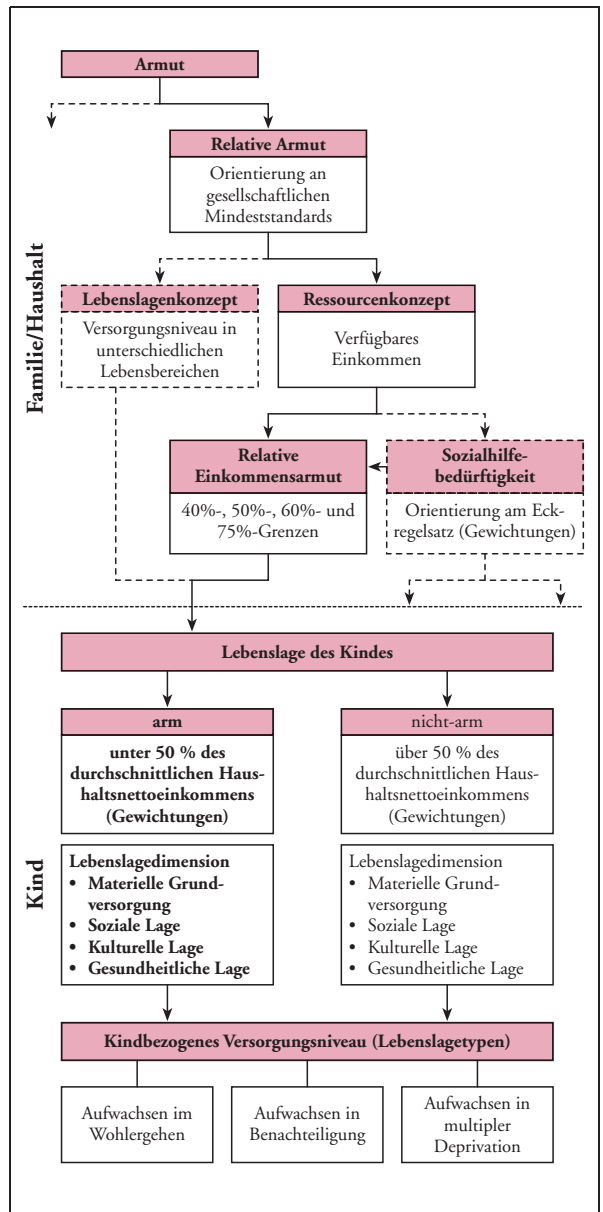 Armut
Relative Armut
Orientierung an
gesellschaftlichen
Mindeststandards
Familie/Haushalt
Lebenslagenkonzept
Versorgungsniveau in
unterschiedlichen
Lebensbereichen
Ressourcenkonzept
Verfügbares
Einkommen
Relative
Einkommensarmut
40%-, 50%-, 60%- und
75%-Grenzen
Sozialhilfe-
bedürftigkeit
Orientierung am Eck-
regelsatz (Gewichtungen)
Kind
Lebenslage des Kindes
arm
unter 50 % des
durchschnittlichen Haus-
haltsnettoeinkommens
(Gewichtungen)
nicht-arm
über 50 % des
durchschnittlichen Haus-
haltsnettoeinkommens
(Gewichtungen)
Lebenslagedimension
• Materielle Grund-
versorgung
• Soziale Lage
• Kulturelle Lage
• Gesundheitliche Lage
Lebenslagedimension
• Materielle Grund-
versorgung
• Soziale Lage
• Kulturelle Lage
• Gesundheitliche Lage
Kindbezogenes Versorgungsniveau (Lebenslagetypen)
Aufwachsen im
Wohlergehen
Aufwachsen in
Benachteiligung
Aufwachsen in
multipler
Deprivation